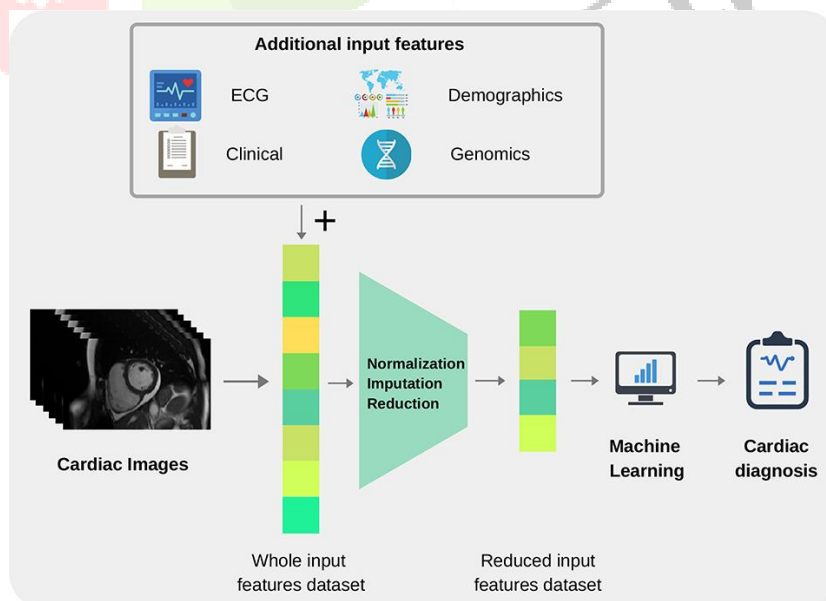 Additional input features
ECG
Demographics
Clinical
Genomics
+
Normalization
Imputation
Reduction
Cardiac Images
Machine
Learning
Cardiac
diagnosis
Whole input
features dataset
Reduced input
features dataset